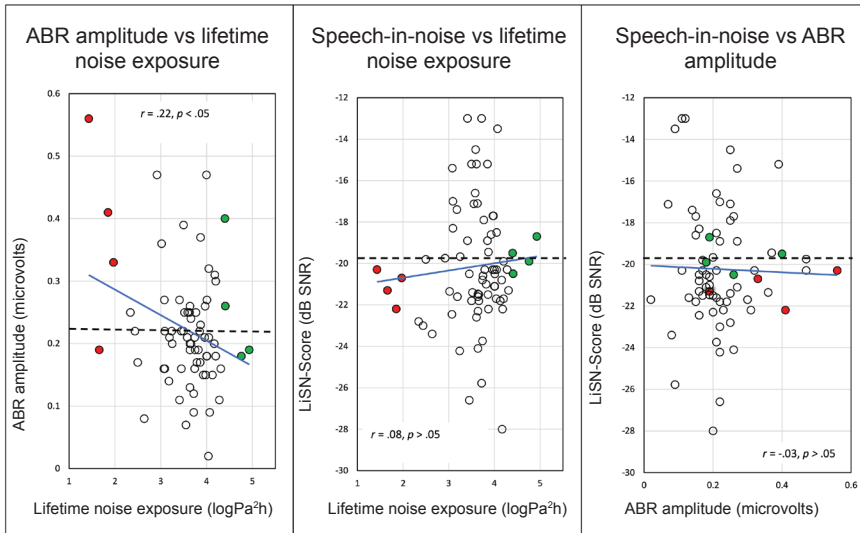 ABR amplitude vs lifetime
noise exposure
r = .22, p < .05
0.6
0.5
0.4
0.3
0.2
0.1
0
1 2 3 4 5
ABR amplitude (microvolts)
Lifetime noise exposure (logPa²h)
Speech-in-noise vs lifetime
noise exposure
-12
-14
-16
-18
-20
-22
-24
-26
-28
-30
r = .08, p > .05
1 2 3 4 5
LiSN-Score (dB SNR)
Lifetime noise exposure (logPa²h)
Speech-in-noise vs ABR
amplitude
-12
-14
-16
-18
-20
-22
-24
-26
-28
-30
r = -.03, p > .05
0 0.2 0.4 0.6
LiSN-Score (dB SNR)
ABR amplitude (microvolts)